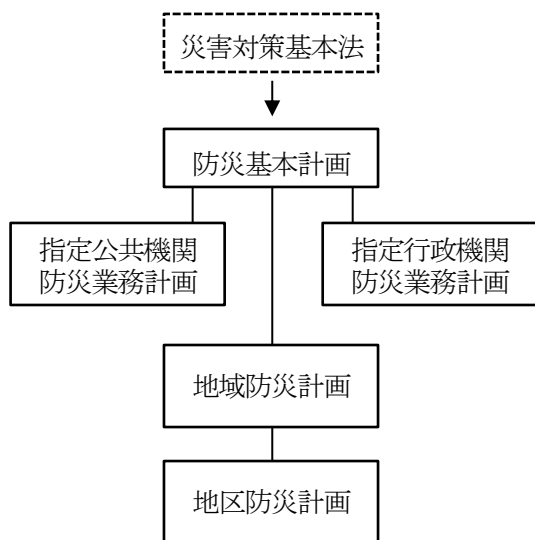 災害対策基本法
防災基本計画
指定公共機関
防災業務計画
指定行政機関
防災業務計画
地域防災計画
地区防災計画